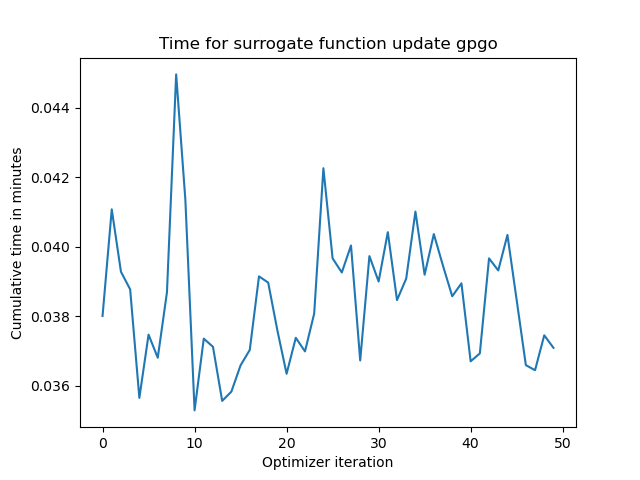 Time for surrogate function update gpgo
Cumulative time in minutes
0.044
0.042
0.040
0.038
0.036
0 10 20 30 40 50
Optimizer iteration